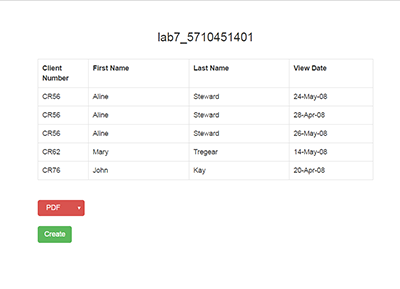 lab7_5710451401
Client Number First Name Last Name View Date
CR56 Aline Steward 24-May-08
CR56 Aline Steward 28-Apr-08
CR56 Aline Steward 26-May-08
CR62 Mary Tregear 14-May-08
CR76 John Kay 20-Apr-08
PDF
Create